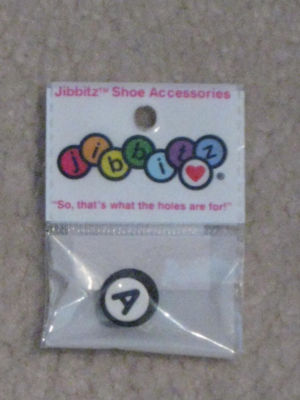 Jibbitz™ Shoe Accessories
jibbitz®
"So, that's what the holes are for!"
A